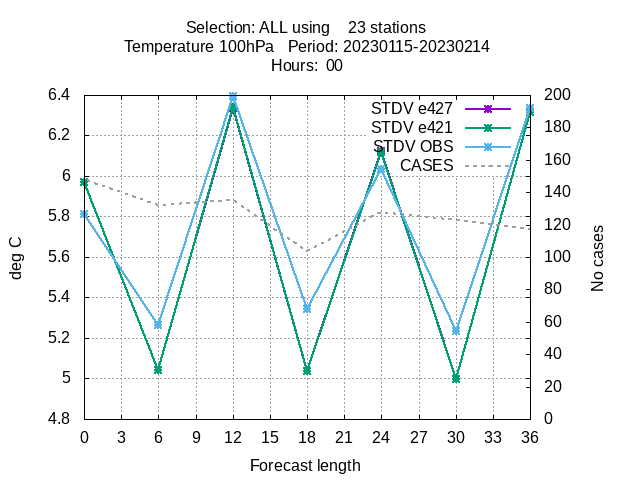 Selection: ALL using    23 stations
Temperature 100hPa   Period: 20230115-20230214
Hours:  00
STDV e427
STDV e421
STDV OBS
CASES
6.4
6.2
6
5.8
5.6
5.4
5.2
5
4.8
deg C
200
180
160
140
120
100
80
60
40
20
0
No cases
0 3 6 9 12 15 18 21 24 27 30 33 36
Forecast length